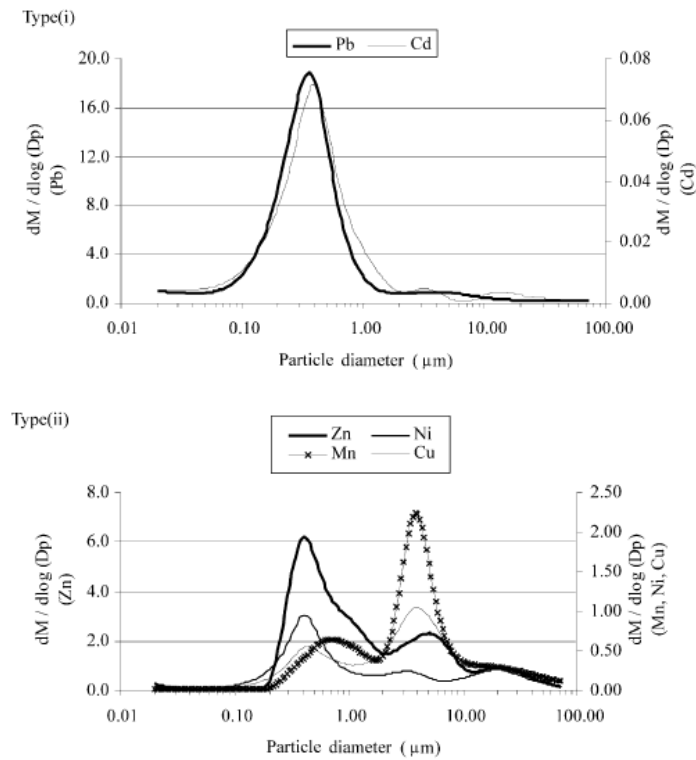 Type(i)
Pb Cd
20.0 0.08
16.0
0.06
12.0
0.04
8.0
0.02
4.0
0.0 0.00
dM / dlog (Dp)
(Pb)
dM / dlog (Dp)
(Cd)
0.01 0.10 1.00 10.00 100.00
Particle diameter ( µm)
Type(ii)
Zn Ni
Mn Cu
8.0 2.50
2.00
6.0
1.50
4.0
1.00
2.0
0.50
0.0 0.00
dM / dlog (Dp)
(Zn)
dM / dlog (Dp)
(Mn, Ni, Cu)
0.01 0.10 1.00 10.00 100.00
Particle diameter ( µm)